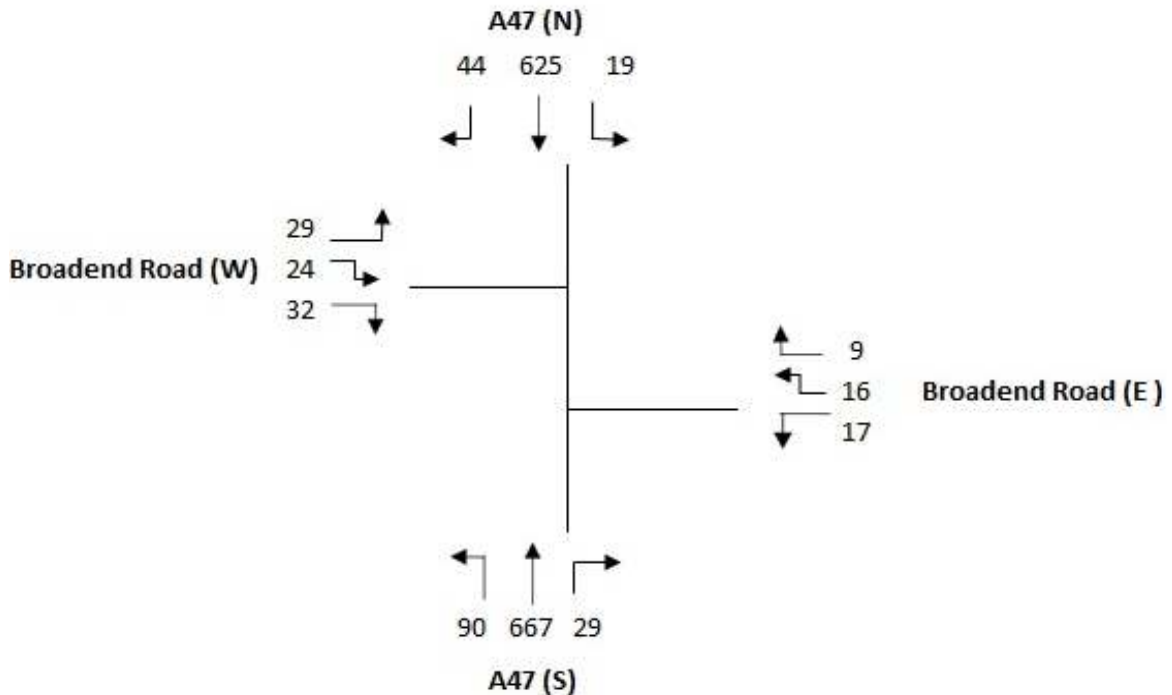 A47 (N)
44 625 19
29
Broadend Road (W) 24
32
9
16 Broadend Road (E )
17
90 667 29
A47 (S)